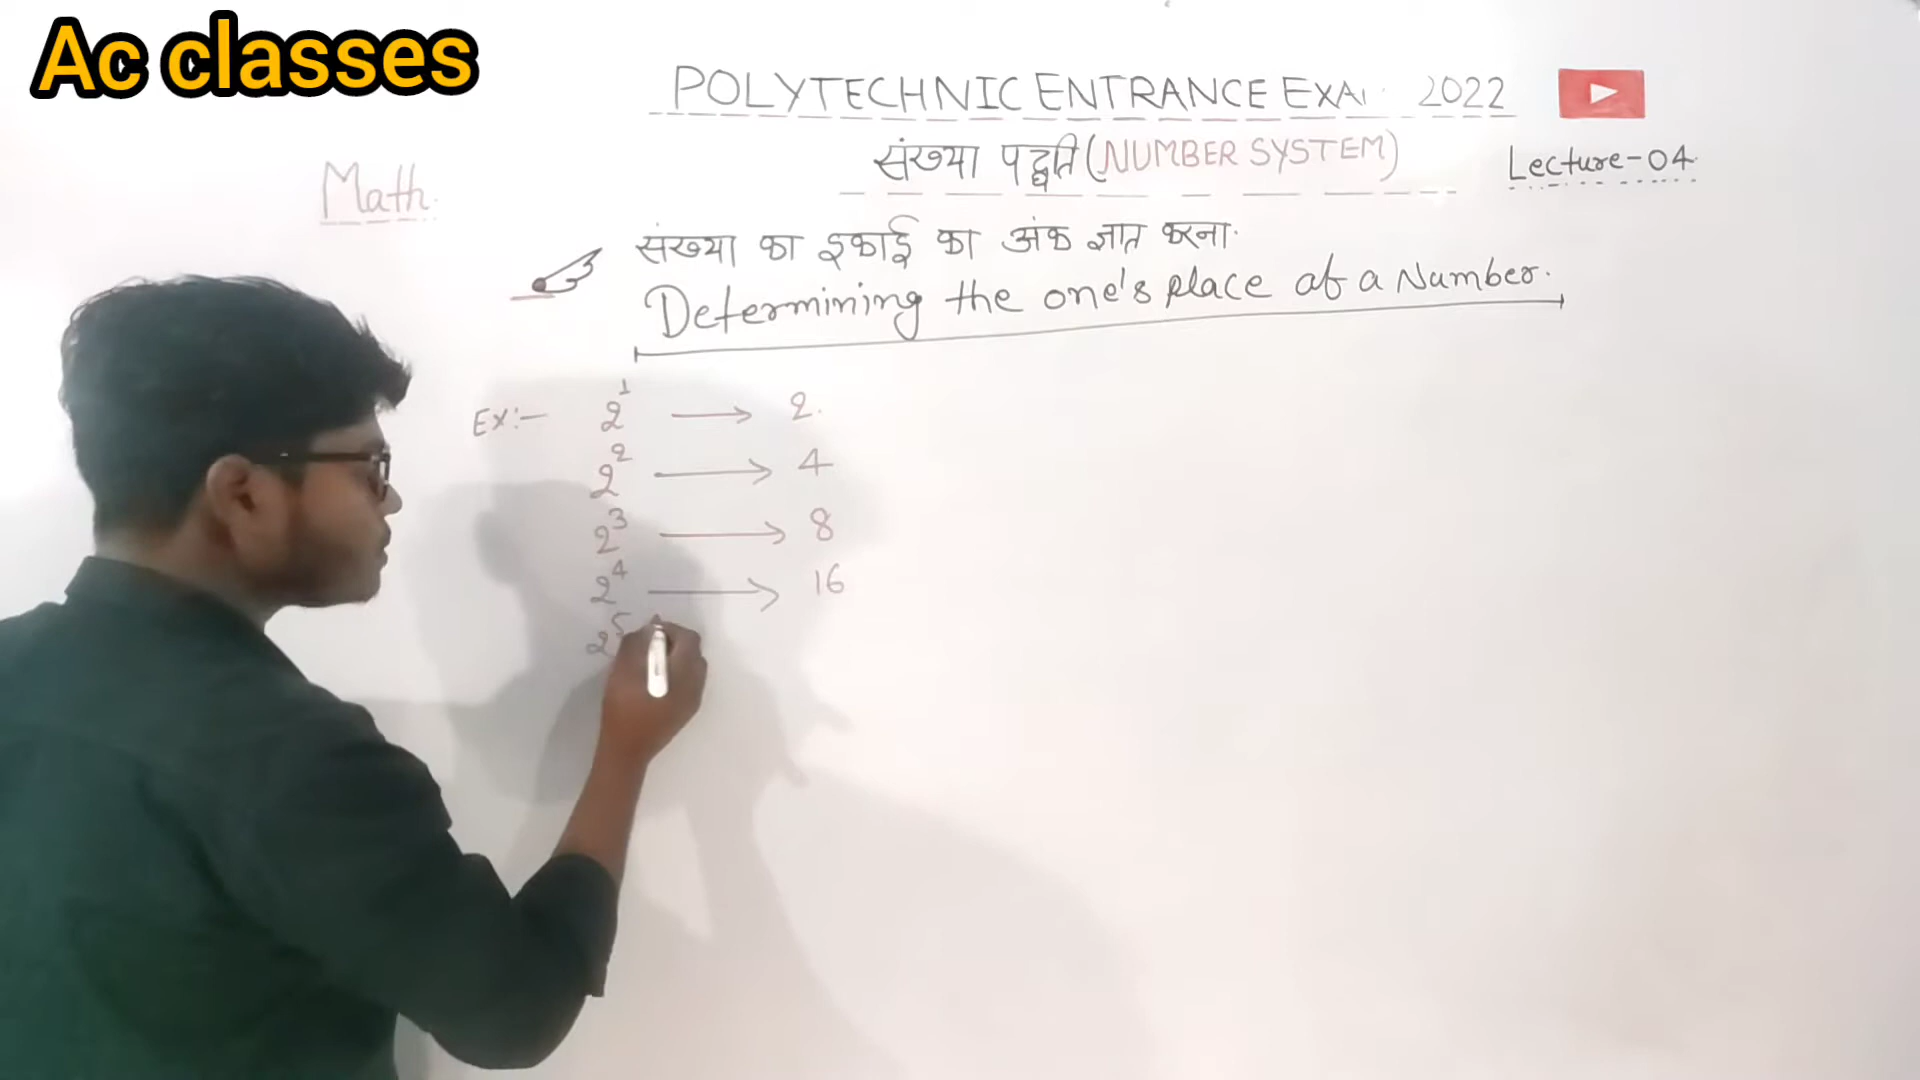 Ac classes
POLYTECHNIC ENTRANCE EXA 2022
संख्या पद्धति (NUMBER SYSTEM)
Lecture-04
Math.
संख्या का इकाई का अंक ज्ञात करना.
Determining the one's place of a Number.
Ex:- 2¹ → 2.
2² → 4
2³ → 8
2⁴ → 16
2⁵